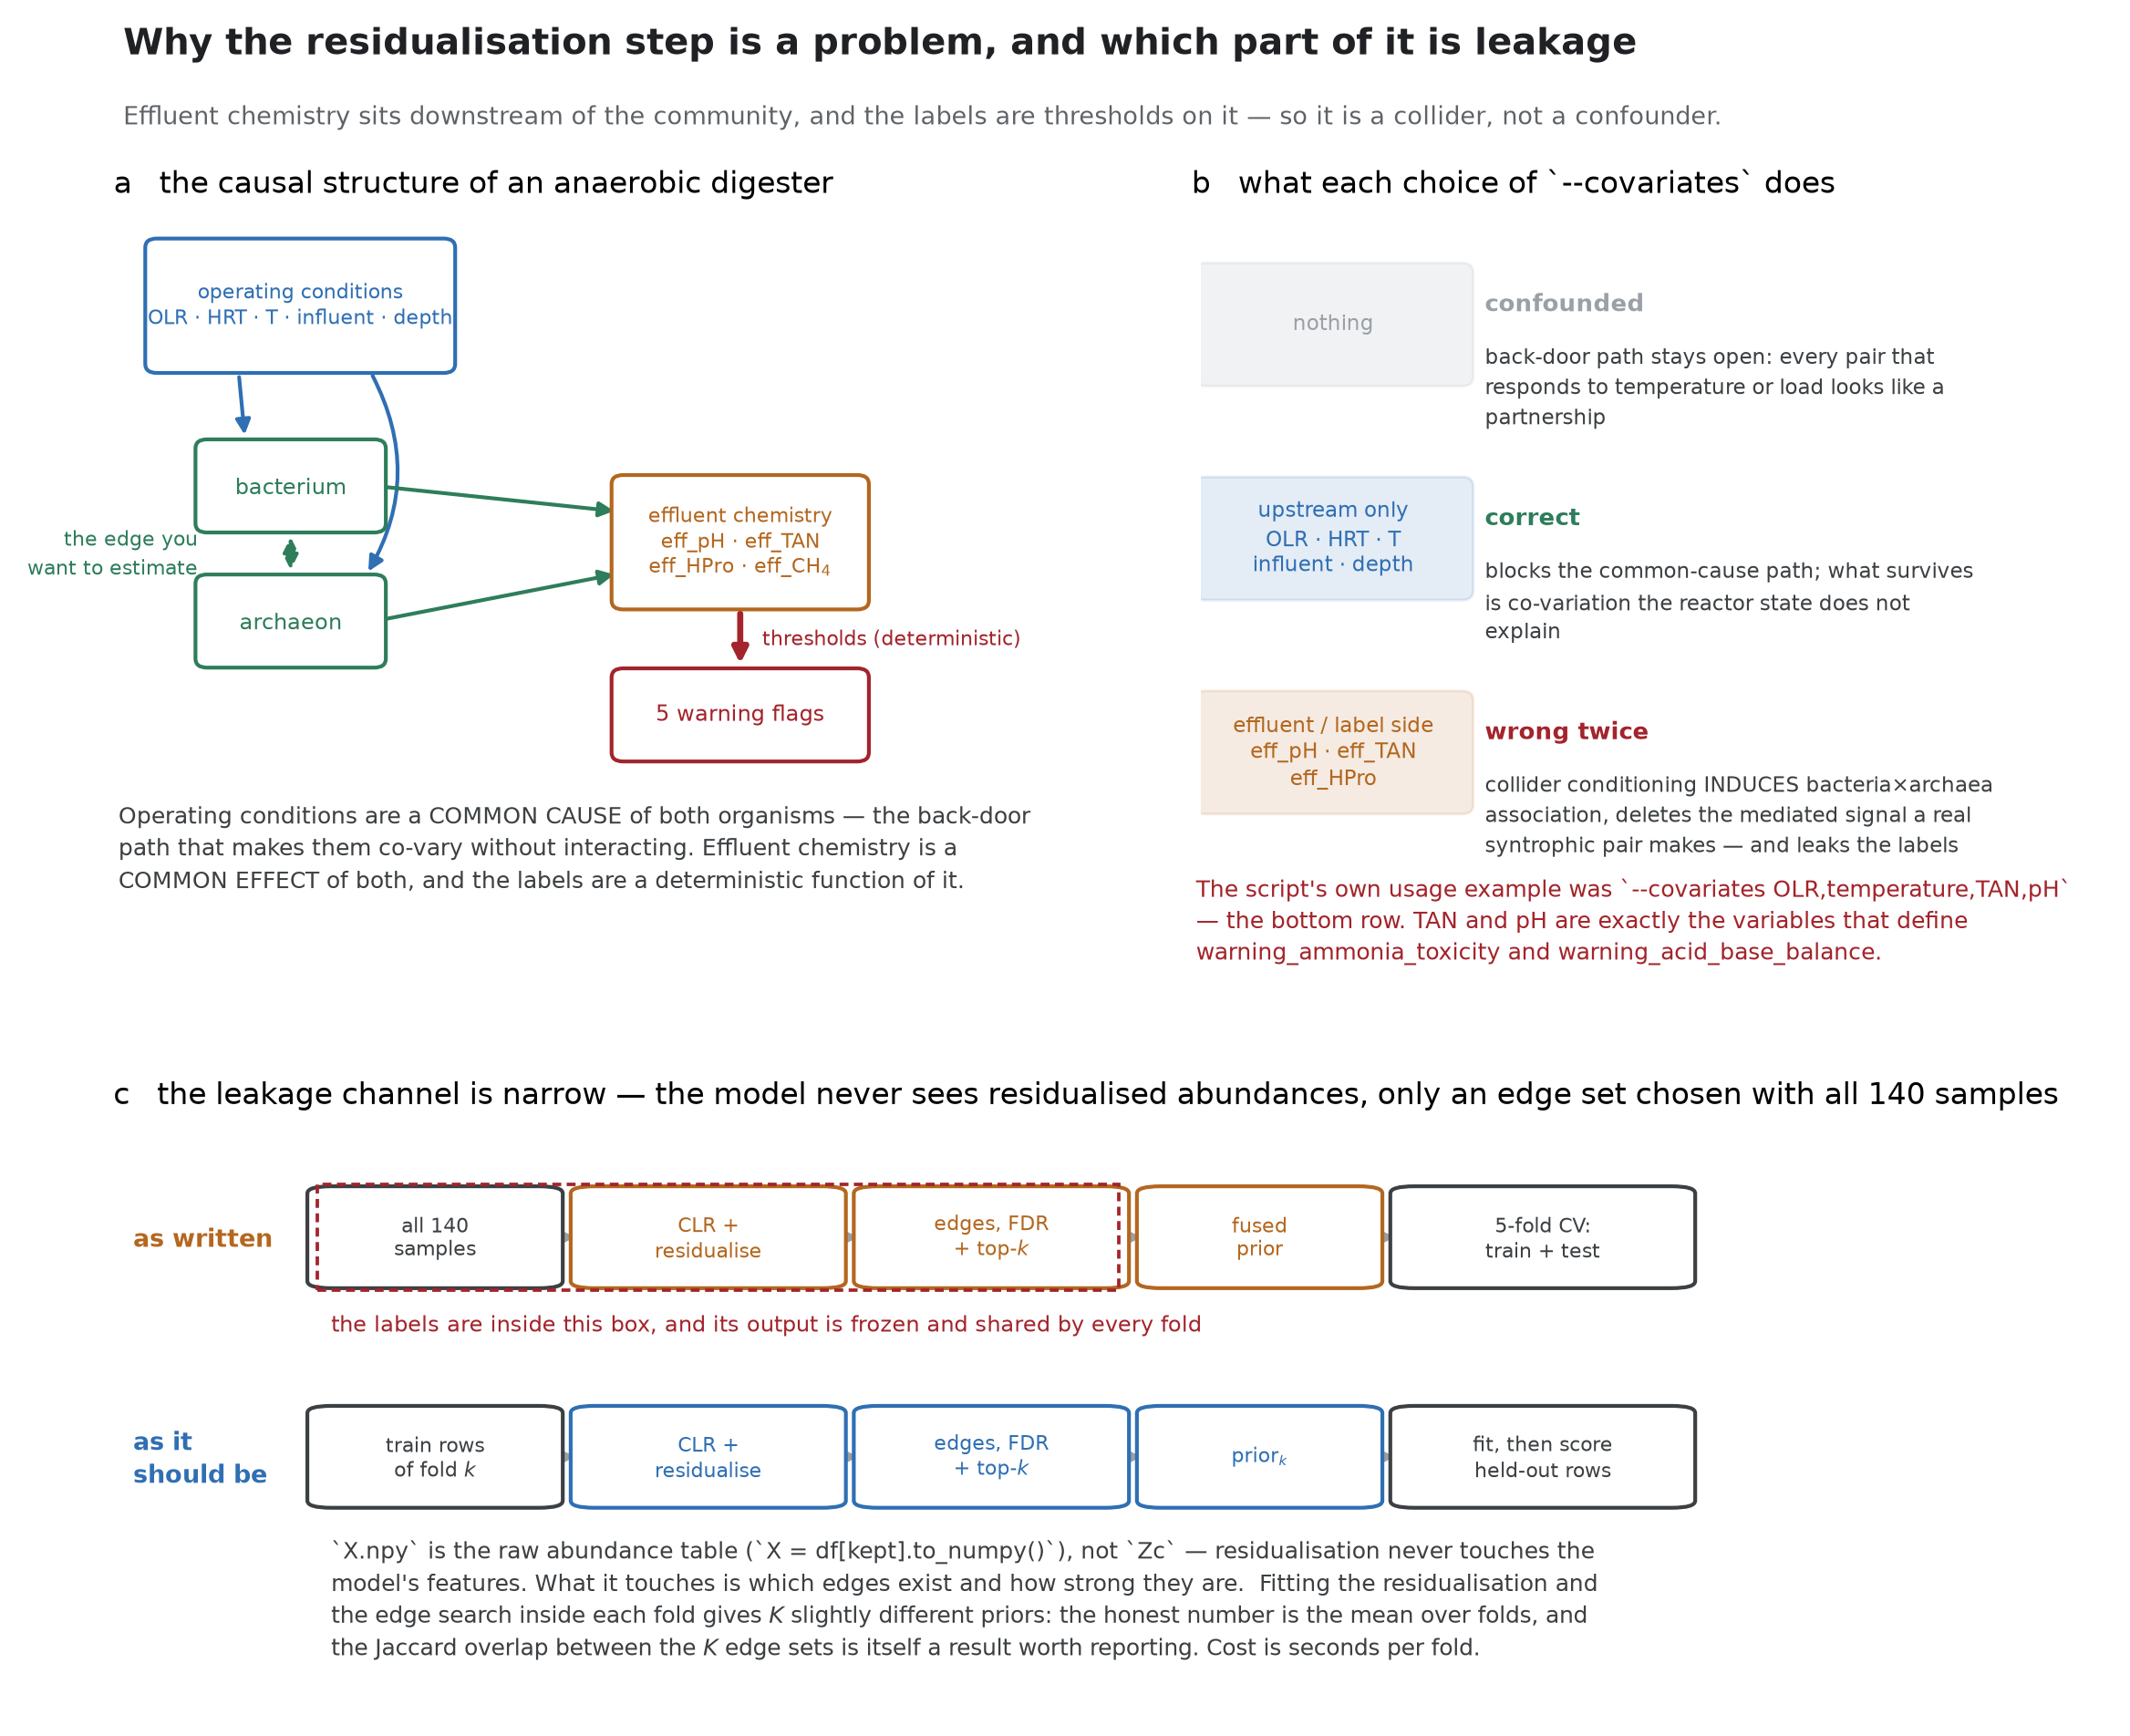 Why the residualisation step is a problem, and which part of it is leakage
Effluent chemistry sits downstream of the community, and the labels are thresholds on it — so it is a collider, not a confounder.
a the causal structure of an anaerobic digester
operating conditions
OLR · HRT · T · influent · depth
bacterium
the edge you
want to estimate
archaeon
effluent chemistry
eff_pH · eff_TAN
eff_HPro · eff_CH₄
thresholds (deterministic)
5 warning flags
Operating conditions are a COMMON CAUSE of both organisms — the back-door
path that makes them co-vary without interacting. Effluent chemistry is a
COMMON EFFECT of both, and the labels are a deterministic function of it.
b what each choice of `--covariates` does
nothing
confounded
back-door path stays open: every pair that
responds to temperature or load looks like a
partnership
upstream only
OLR · HRT · T
influent · depth
correct
blocks the common-cause path; what survives
is co-variation the reactor state does not
explain
effluent / label side
eff_pH · eff_TAN
eff_HPro
wrong twice
collider conditioning INDUCES bacteria×archaea
association, deletes the mediated signal a real
syntrophic pair makes — and leaks the labels
The script's own usage example was `--covariates OLR,temperature,TAN,pH`
— the bottom row. TAN and pH are exactly the variables that define
warning_ammonia_toxicity and warning_acid_base_balance.
c the leakage channel is narrow — the model never sees residualised abundances, only an edge set chosen with all 140 samples
as written
all 140
samples
CLR +
residualise
edges, FDR
+ top-k
fused
prior
5-fold CV:
train + test
the labels are inside this box, and its output is frozen and shared by every fold
as it
should be
train rows
of fold k
CLR +
residualise
edges, FDR
+ top-k
priorₖ
fit, then score
held-out rows
`X.npy` is the raw abundance table (`X = df[kept].to_numpy()`), not `Zc` — residualisation never touches the
model's features. What it touches is which edges exist and how strong they are. Fitting the residualisation and
the edge search inside each fold gives K slightly different priors: the honest number is the mean over folds, and
the Jaccard overlap between the K edge sets is itself a result worth reporting. Cost is seconds per fold.